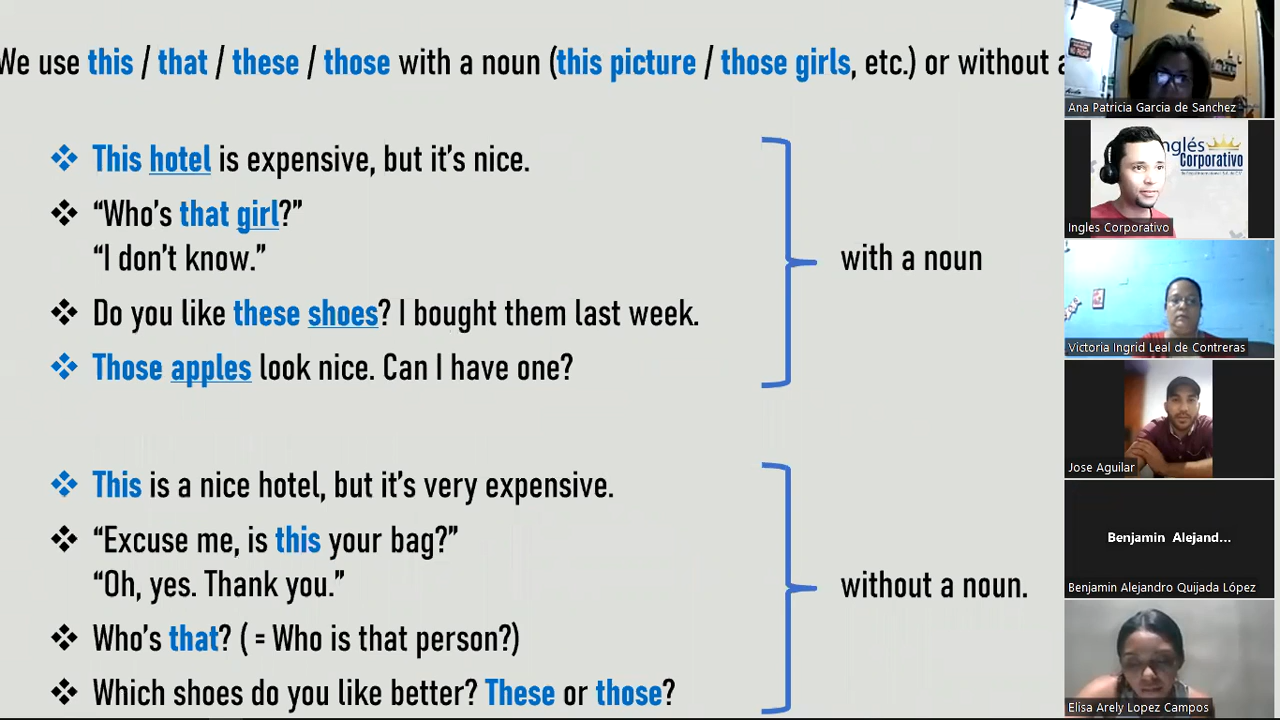 We use this / that / these / those with a noun (this picture / those girls, etc.) or without a
This hotel is expensive, but it's nice.
"Who's that girl?"
"I don't know."
Do you like these shoes? I bought them last week.
Those apples look nice. Can I have one?
with a noun
This is a nice hotel, but it's very expensive.
"Excuse me, is this your bag?"
"Oh, yes. Thank you."
Who's that? ( = Who is that person?)
Which shoes do you like better? These or those?
without a noun.
Ana Patricia Garcia de Sanchez
Inglés
Corporativo
Ingles Corporativo
Victoria Ingrid Leal de Contreras
Jose Aguilar
Benjamin Alejand...
Benjamin Alejandro Quijada López
Elisa Arely Lopez Campos